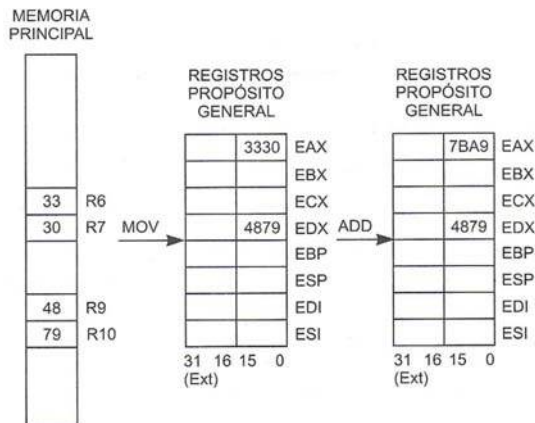 MEMORIA
PRINCIPAL
33 R6
30 R7
48 R9
79 R10
MOV
REGISTROS
PROPÓSITO
GENERAL
3330 EAX
EBX
ECX
4879 EDX
EBP
ESP
EDI
ESI
31 16 15 0
(Ext)
ADD
REGISTROS
PROPÓSITO
GENERAL
7BA9 EAX
EBX
ECX
4879 EDX
EBP
ESP
EDI
ESI
31 16 15 0
(Ext)